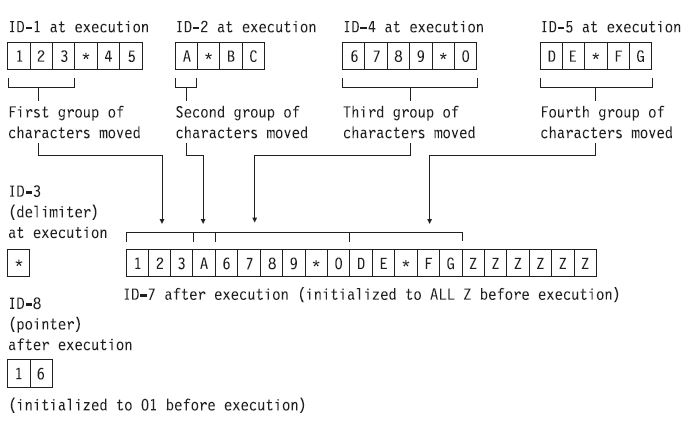 ID-1 at execution ID-2 at execution ID-4 at execution ID-5 at execution
1 2 3 * 4 5 A * B C 6 7 8 9 * 0 D E * F G
First group of Second group of Third group of Fourth group of
characters moved characters moved characters moved characters moved
ID-3
(delimiter)
at execution
*
1 2 3 A 6 7 8 9 * 0 D E * F G Z Z Z Z Z Z
ID-7 after execution (initialized to ALL Z before execution)
ID-8
(pointer)
after execution
1 6
(initialized to 01 before execution)